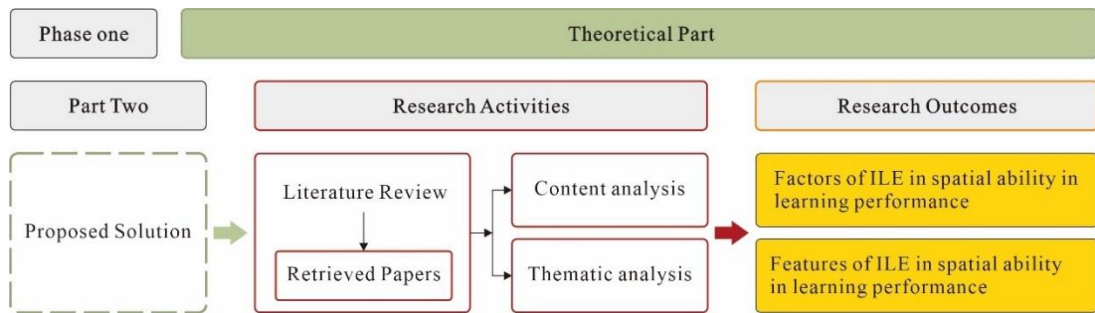 Phase one
Theoretical Part
Part Two
Research Activities
Research Outcomes
Proposed Solution
Literature Review
Retrieved Papers
Content analysis
Thematic analysis
Factors of ILE in spatial ability in
learning performance
Features of ILE in spatial ability
in learning performance